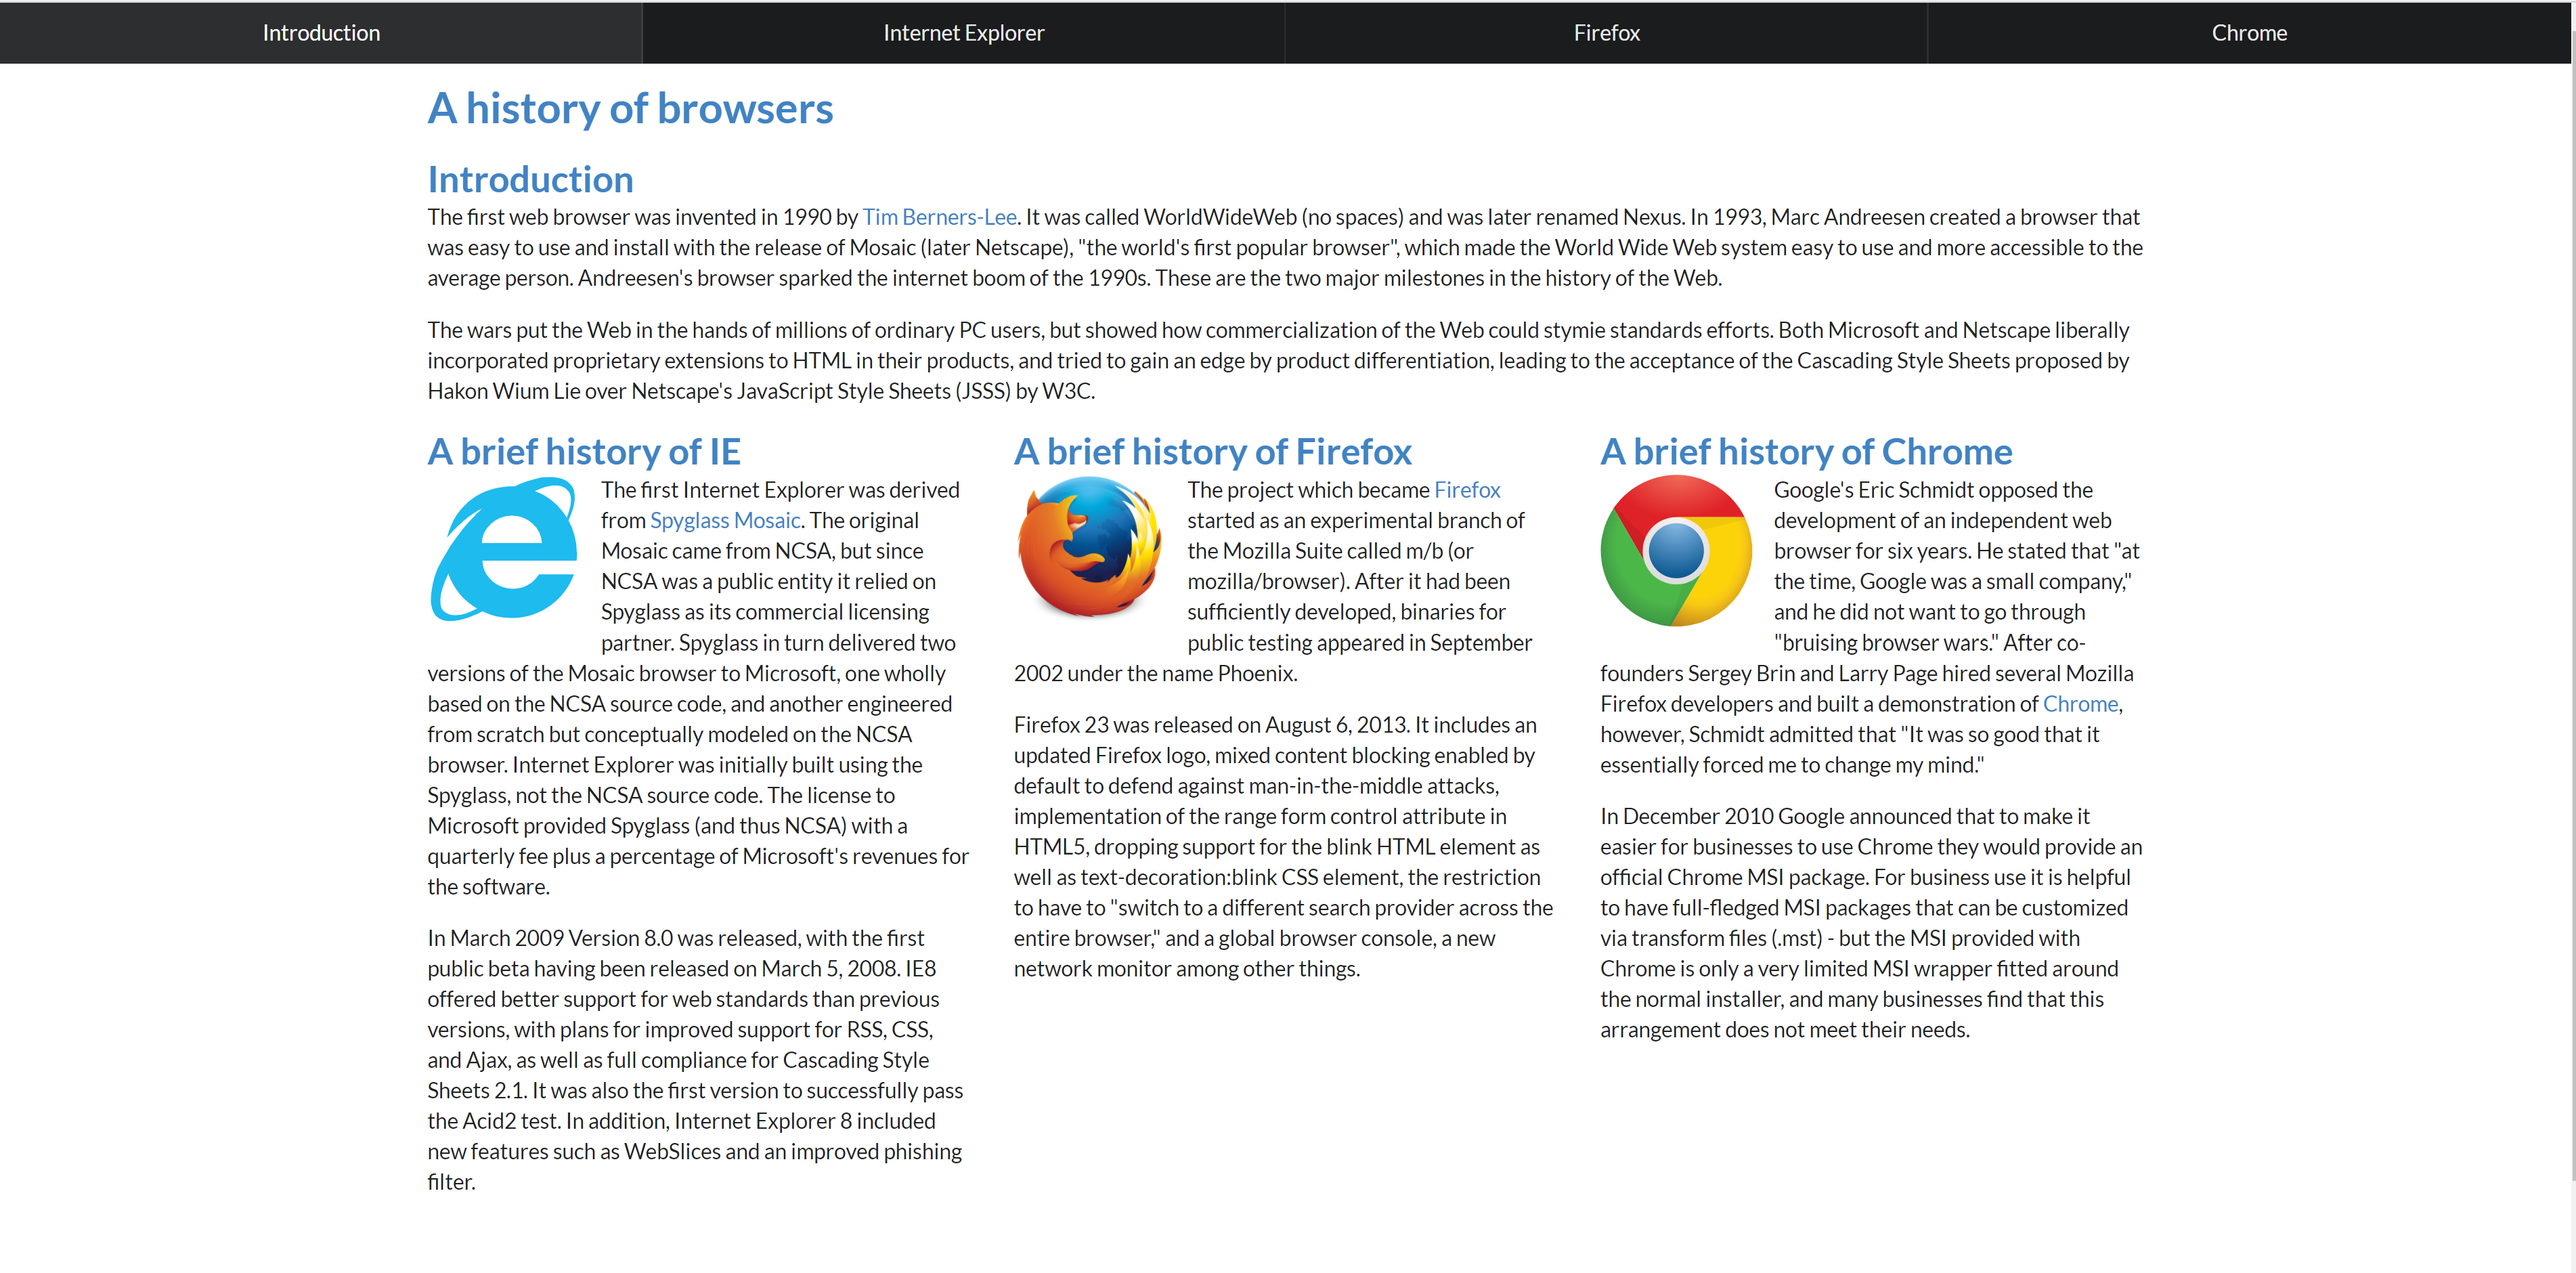 Introduction
Internet Explorer
Firefox
Chrome
A history of browsers
Introduction
The first web browser was invented in 1990 by Tim Berners-Lee. It was called WorldWideWeb (no spaces) and was later renamed Nexus. In 1993, Marc Andreesen created a browser that
was easy to use and install with the release of Mosaic (later Netscape), "the world's first popular browser", which made the World Wide Web system easy to use and more accessible to the
average person. Andreesen's browser sparked the internet boom of the 1990s. These are the two major milestones in the history of the Web.
The wars put the Web in the hands of millions of ordinary PC users, but showed how commercialization of the Web could stymie standards efforts. Both Microsoft and Netscape liberally
incorporated proprietary extensions to HTML in their products, and tried to gain an edge by product differentiation, leading to the acceptance of the Cascading Style Sheets proposed by
Hakon Wium Lie over Netscape's JavaScript Style Sheets (JSSS) by W3C.
A brief history of IE
The first Internet Explorer was derived
from Spyglass Mosaic. The original
Mosaic came from NCSA, but since
NCSA was a public entity it relied on
Spyglass as its commercial licensing
partner. Spyglass in turn delivered two
versions of the Mosaic browser to Microsoft, one wholly
based on the NCSA source code, and another engineered
from scratch but conceptually modeled on the NCSA
browser. Internet Explorer was initially built using the
Spyglass, not the NCSA source code. The license to
Microsoft provided Spyglass (and thus NCSA) with a
quarterly fee plus a percentage of Microsoft's revenues for
the software.
In March 2009 Version 8.0 was released, with the first
public beta having been released on March 5, 2008. IE8
offered better support for web standards than previous
versions, with plans for improved support for RSS, CSS,
and Ajax, as well as full compliance for Cascading Style
Sheets 2.1. It was also the first version to successfully pass
the Acid2 test. In addition, Internet Explorer 8 included
new features such as WebSlices and an improved phishing
filter.
A brief history of Firefox
The project which became Firefox
started as an experimental branch of
the Mozilla Suite called m/b (or
mozilla/browser). After it had been
sufficiently developed, binaries for
public testing appeared in September
2002 under the name Phoenix.
Firefox 23 was released on August 6, 2013. It includes an
updated Firefox logo, mixed content blocking enabled by
default to defend against man-in-the-middle attacks,
implementation of the range form control attribute in
HTML5, dropping support for the blink HTML element as
well as text-decoration:blink CSS element, the restriction
to have to "switch to a different search provider across the
entire browser," and a global browser console, a new
network monitor among other things.
A brief history of Chrome
Google's Eric Schmidt opposed the
development of an independent web
browser for six years. He stated that "at
the time, Google was a small company,"
and he did not want to go through
"bruising browser wars." After co-
founders Sergey Brin and Larry Page hired several Mozilla
Firefox developers and built a demonstration of Chrome,
however, Schmidt admitted that "It was so good that it
essentially forced me to change my mind."
In December 2010 Google announced that to make it
easier for businesses to use Chrome they would provide an
official Chrome MSI package. For business use it is helpful
to have full-fledged MSI packages that can be customized
via transform files (.mst) - but the MSI provided with
Chrome is only a very limited MSI wrapper fitted around
the normal installer, and many businesses find that this
arrangement does not meet their needs.